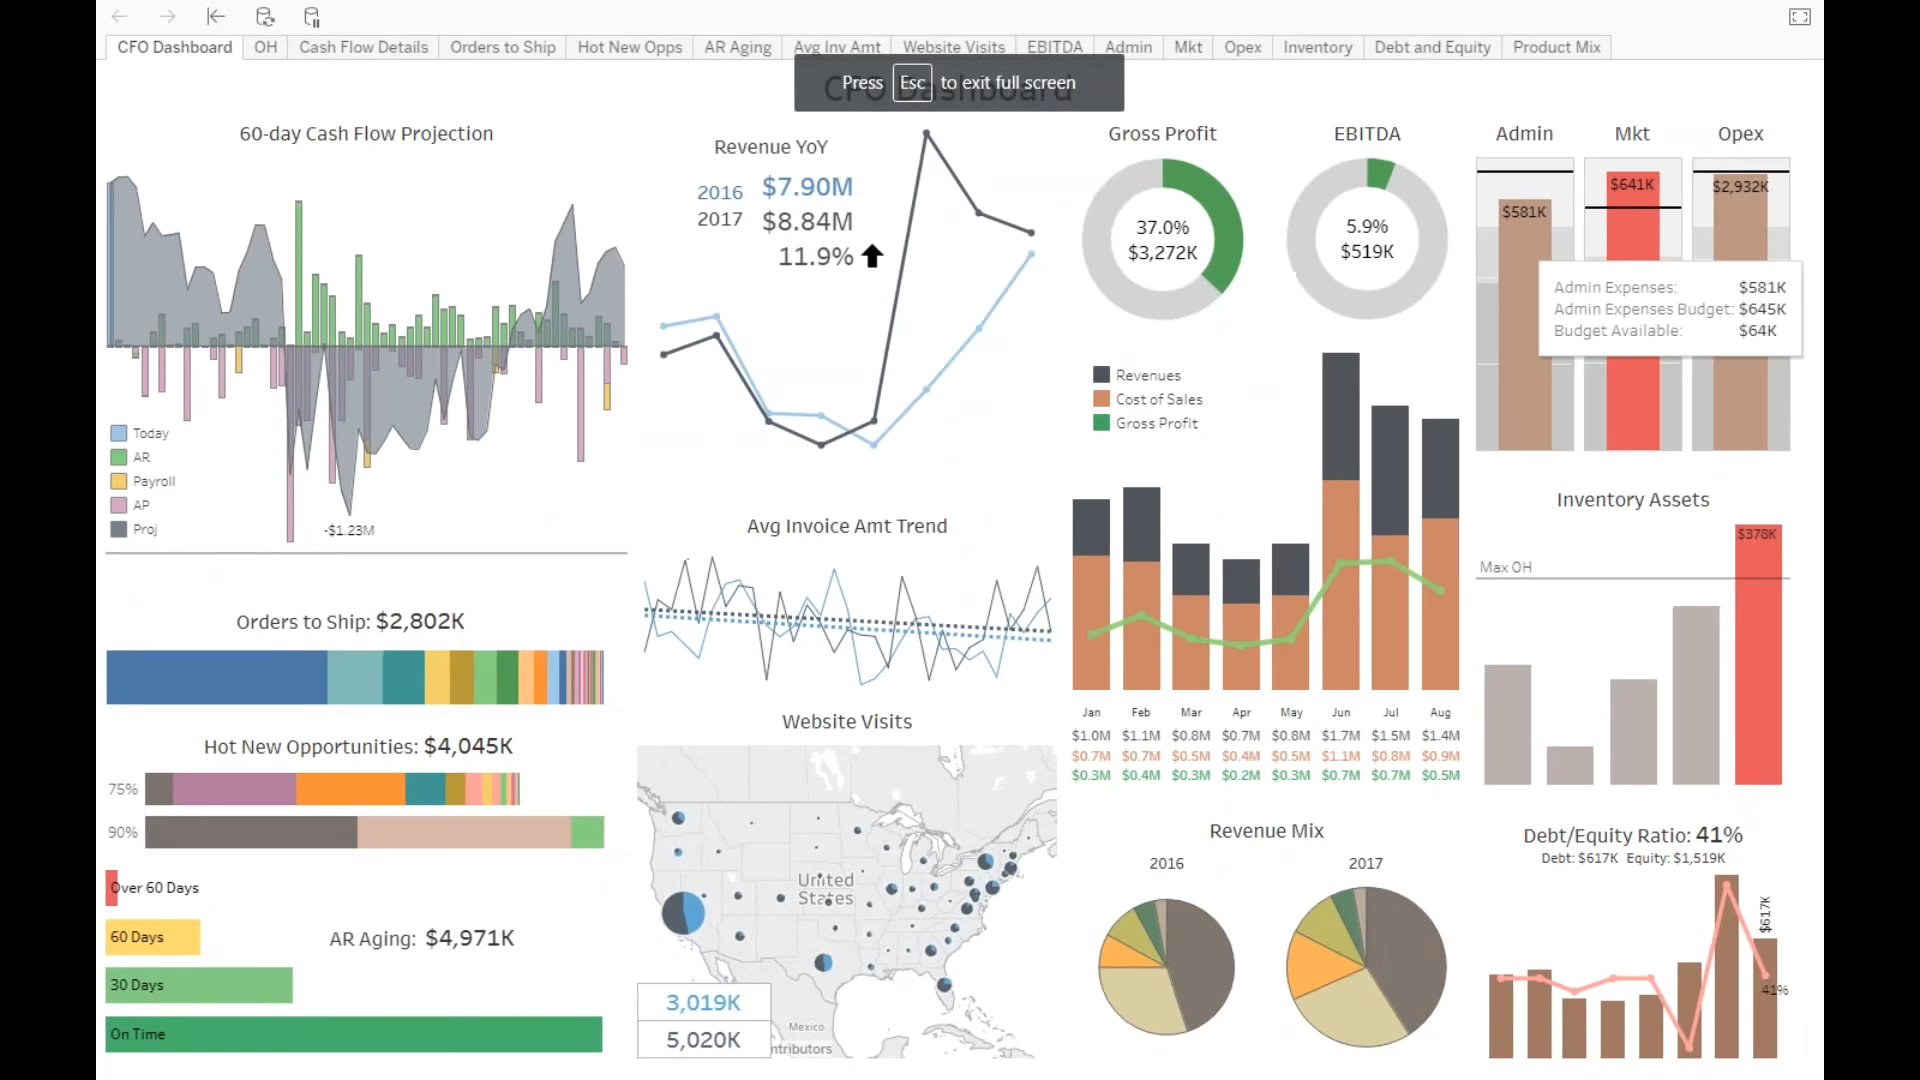 CFO Dashboard
OH
Cash Flow Details
Orders to Ship
Hot New Opps
AR Aging
Avg Inv Amt
Website Visits
EBITDA
Admin
Mkt
Opex
Inventory
Debt and Equity
Product Mix
CFO Dashboard
Press Esc to exit full screen
60-day Cash Flow Projection
Today
AR
Payroll
AP
Proj
-$1.23M
Orders to Ship: $2,802K
Hot New Opportunities: $4,045K
75%
90%
Over 60 Days
60 Days
30 Days
On Time
AR Aging: $4,971K
Revenue YoY
2016 $7.90M
2017 $8.84M
11.9%
Avg Invoice Amt Trend
Website Visits
United
States
Mexico
ntributors
3,019K
5,020K
Gross Profit
37.0%
$3,272K
EBITDA
5.9%
$519K
Revenues
Cost of Sales
Gross Profit
Jan Feb Mar Apr May Jun Jul Aug
$1.0M $1.1M $0.8M $0.7M $0.8M $1.7M $1.5M $1.4M
$0.7M $0.7M $0.5M $0.4M $0.5M $1.1M $0.8M $0.9M
$0.3M $0.4M $0.3M $0.2M $0.3M $0.7M $0.7M $0.5M
Revenue Mix
2016
2017
Admin
Mkt
Opex
$581K
$641K
$2,932K
Admin Expenses: $581K
Admin Expenses Budget: $645K
Budget Available: $64K
Inventory Assets
$378K
Max OH
Debt/Equity Ratio: 41%
Debt: $617K Equity: $1,519K
$617K
41%